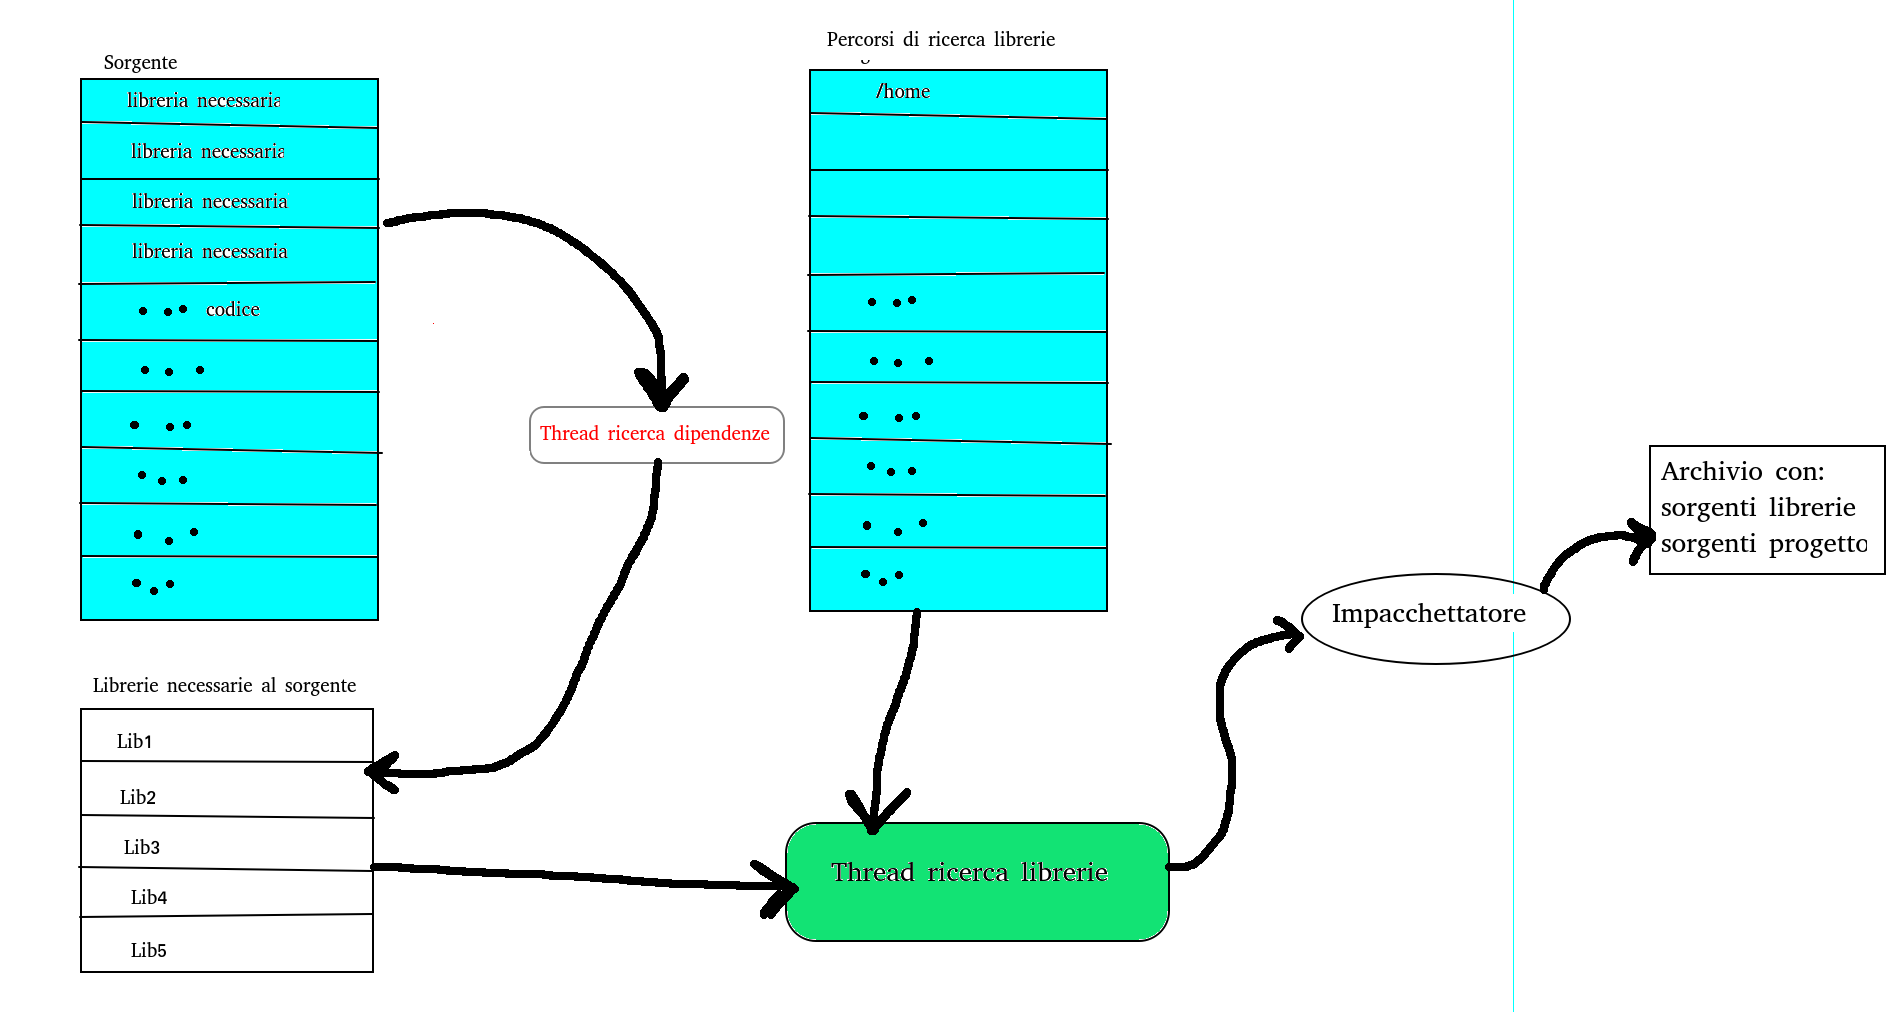 Sorgente
libreria necessaria
libreria necessaria
libreria necessaria
libreria necessaria
codice
Percorsi di ricerca librerie
/home
Thread ricerca dipendenze
Librerie necessarie al sorgente
Lib1
Lib2
Lib3
Lib4
Lib5
Thread ricerca librerie
Impacchettatore
Archivio con:
sorgenti librerie
sorgenti progetto